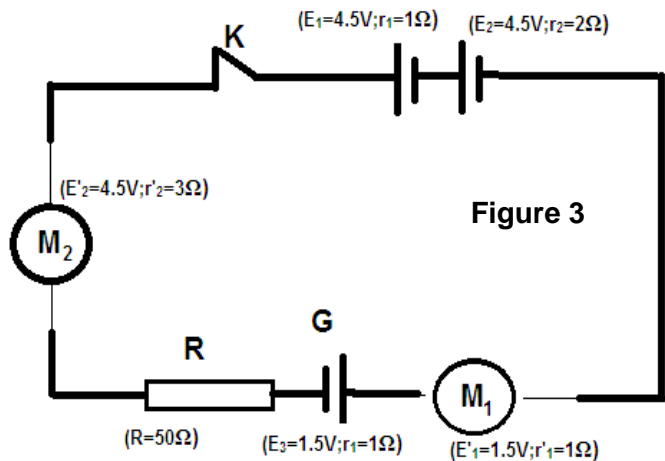 (E₁=4.5V;r₁=1Ω) (E₂=4.5V;r₂=2Ω)
K
(E'₂=4.5V;r'₂=3Ω)
Figure 3
M₂
G
R
M₁
(R=50Ω)
(E₃=1.5V;r₁=1Ω)
(E'₁=1.5V;r'₁=1Ω)